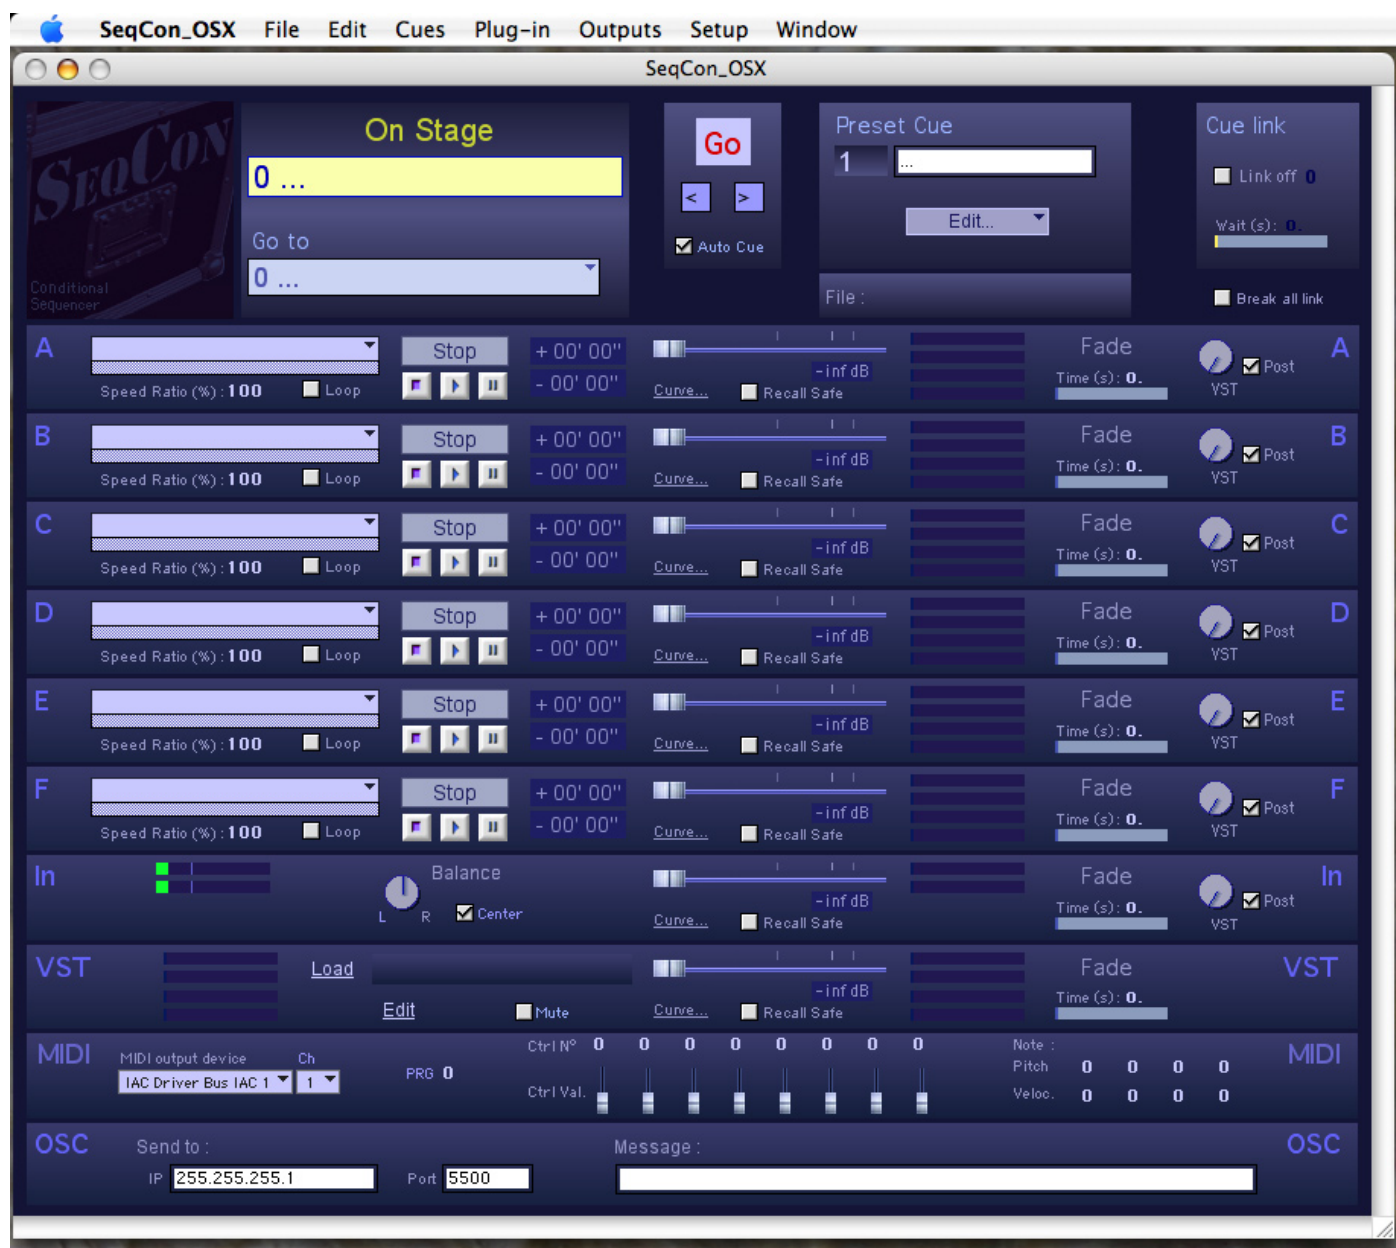 SeqCon_OSX File Edit Cues Plug-in Outputs Setup Window
SeqCon_OSX
SEQCON
Conditional
Sequencer
On Stage
0 ...
Go to
0 ...
Go
< >
Auto Cue
Preset Cue
1 ...
Edit...
File :
Cue link
Link off 0
Wait (s): 0.
Break all link
A Stop + 00' 00" Fade A
- 00' 00" -inf dB Time (s): 0. Post
Speed Ratio (%) : 100 Loop Curve... Recall Safe VST
B Stop + 00' 00" Fade B
- 00' 00" -inf dB Time (s): 0. Post
Speed Ratio (%) : 100 Loop Curve... Recall Safe VST
C Stop + 00' 00" Fade C
- 00' 00" -inf dB Time (s): 0. Post
Speed Ratio (%) : 100 Loop Curve... Recall Safe VST
D Stop + 00' 00" Fade D
- 00' 00" -inf dB Time (s): 0. Post
Speed Ratio (%) : 100 Loop Curve... Recall Safe VST
E Stop + 00' 00" Fade E
- 00' 00" -inf dB Time (s): 0. Post
Speed Ratio (%) : 100 Loop Curve... Recall Safe VST
F Stop + 00' 00" Fade F
- 00' 00" -inf dB Time (s): 0. Post
Speed Ratio (%) : 100 Loop Curve... Recall Safe VST
In Balance Fade In
L R Center -inf dB Time (s): 0. Post
Curve... Recall Safe VST
VST Load Fade VST
-inf dB Time (s): 0.
Edit Mute Curve... Recall Safe
MIDI MIDI output device Ch Ctrl N° 0 0 0 0 0 0 0 0 Note : MIDI
IAC Driver Bus IAC 1 1 PRG 0 Pitch 0 0 0 0
Ctrl Val. Veloc. 0 0 0 0
OSC Send to : Message : OSC
IP 255.255.255.1 Port 5500